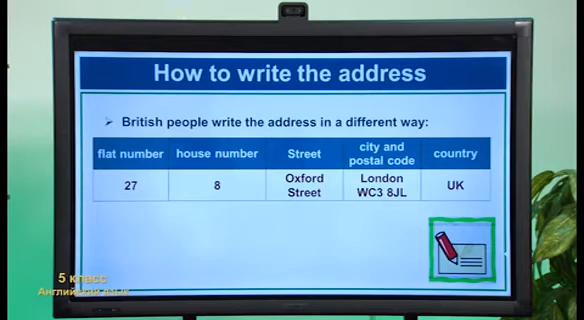 How to write the address
British people write the address in a different way:
flat number house number Street city and postal code country
27 8 Oxford Street London WC3 8JL UK
5 класс
Английский язык